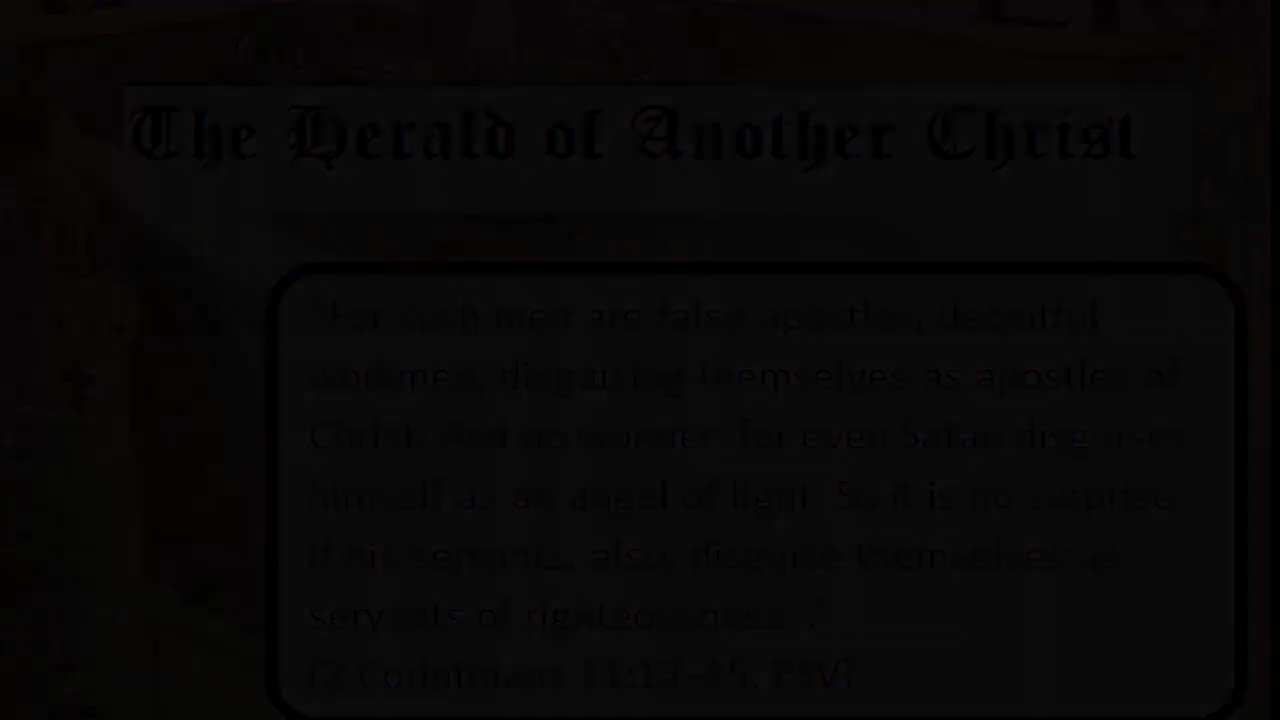 The Herald of Another Christ
"For such men are false apostles, deceitful
workmen, disguising themselves as apostles of
Christ. And no wonder, for even Satan disguises
himself as an angel of light. So it is no surprise
if his servants, also, disguise themselves as
servants of
(2 Corinthians 11:13-15,